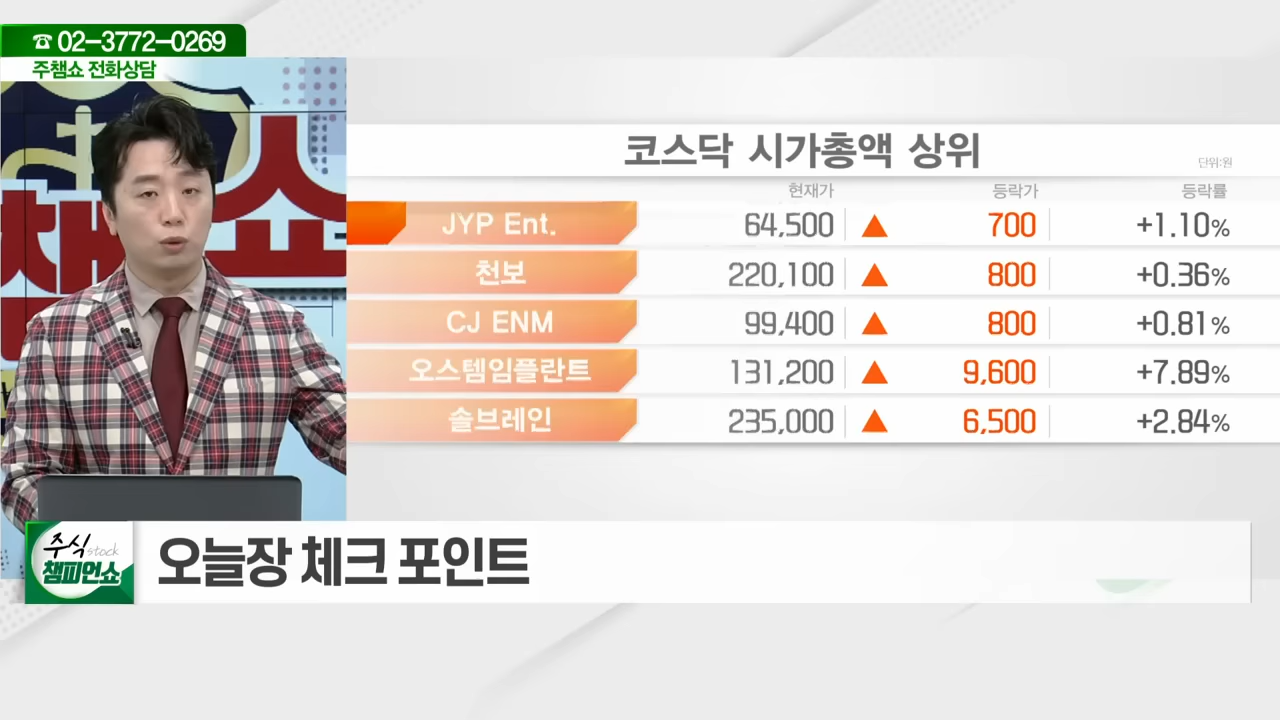 ☎ 02-3772-0269
주챔쇼 전화상담
코스닥 시가총액 상위
단위:원
현재가 등락가 등락률
JYP Ent. 64,500 ▲ 700 +1.10%
천보 220,100 ▲ 800 +0.36%
CJ ENM 99,400 ▲ 800 +0.81%
오스템임플란트 131,200 ▲ 9,600 +7.89%
솔브레인 235,000 ▲ 6,500 +2.84%
주식 stock
챔피언쇼
오늘장 체크 포인트